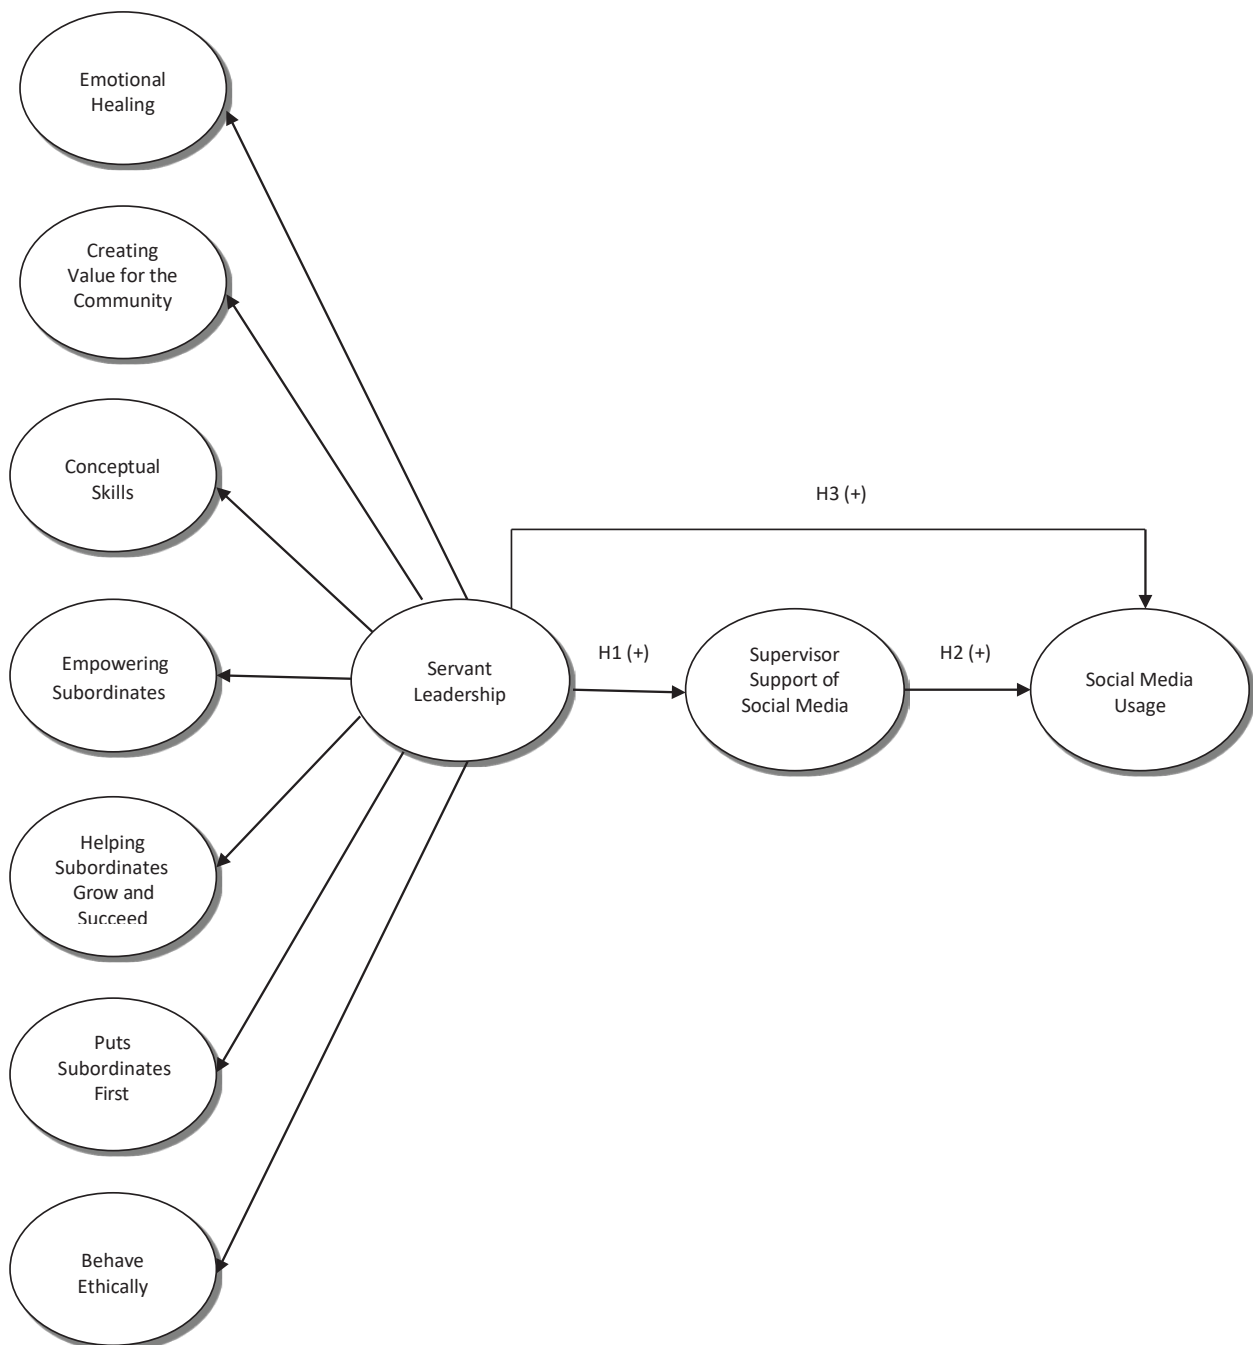 Emotional
Healing
Creating
Value for the
Community
Conceptual
Skills
H3 (+)
Empowering
Subordinates
Servant
Leadership
H1 (+)
Supervisor
Support of
Social Media
H2 (+)
Social Media
Usage
Helping
Subordinates
Grow and
Succeed
Puts
Subordinates
First
Behave
Ethically